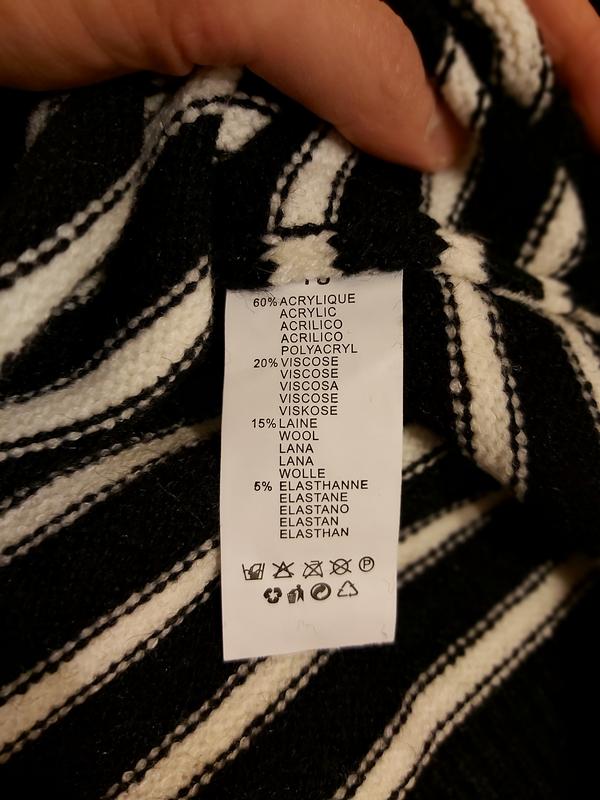 60% ACRYLIQUE
ACRYLIC
ACRILICO
ACRILICO
POLYACRYL
20% VISCOSE
VISCOSE
VISCOSA
VISCOSE
VISKOSE
15% LAINE
WOOL
LANA
LANA
WOLLE
5% ELASTHANNE
ELASTANE
ELASTANO
ELASTAN
ELASTHAN
P